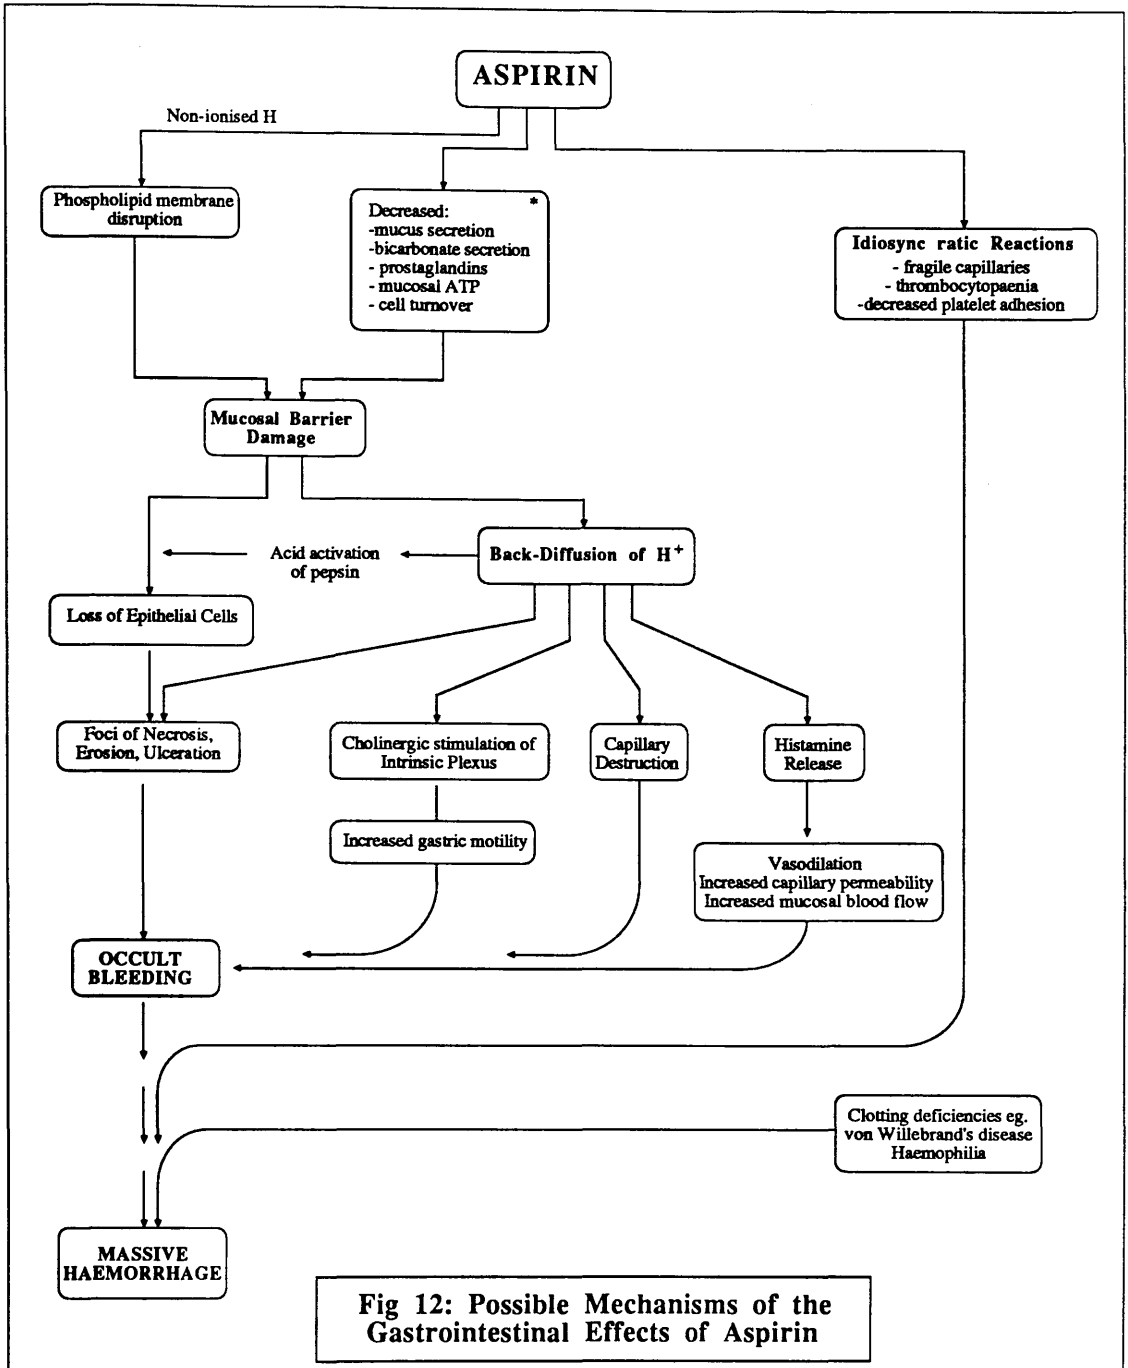 ASPIRIN
Non-ionised H
Phospholipid membrane
disruption
*
Decreased:
-mucus secretion
-bicarbonate secretion
- prostaglandins
- mucosal ATP
- cell turnover
Idiosync ratic Reactions
- fragile capillaries
- thrombocytopaenia
-decreased platelet adhesion
Mucosal Barrier
Damage
Back-Diffusion of H+
Acid activation
of pepsin
Loss of Epithelial Cells
Foci of Necrosis,
Erosion, Ulceration
Cholinergic stimulation of
Intrinsic Plexus
Capillary
Destruction
Histamine
Release
Increased gastric motility
Vasodilation
Increased capillary permeability
Increased mucosal blood flow
OCCULT
BLEEDING
Clotting deficiencies eg.
von Willebrand's disease
Haemophilia
MASSIVE
HAEMORRHAGE
Fig 12: Possible Mechanisms of the
Gastrointestinal Effects of Aspirin